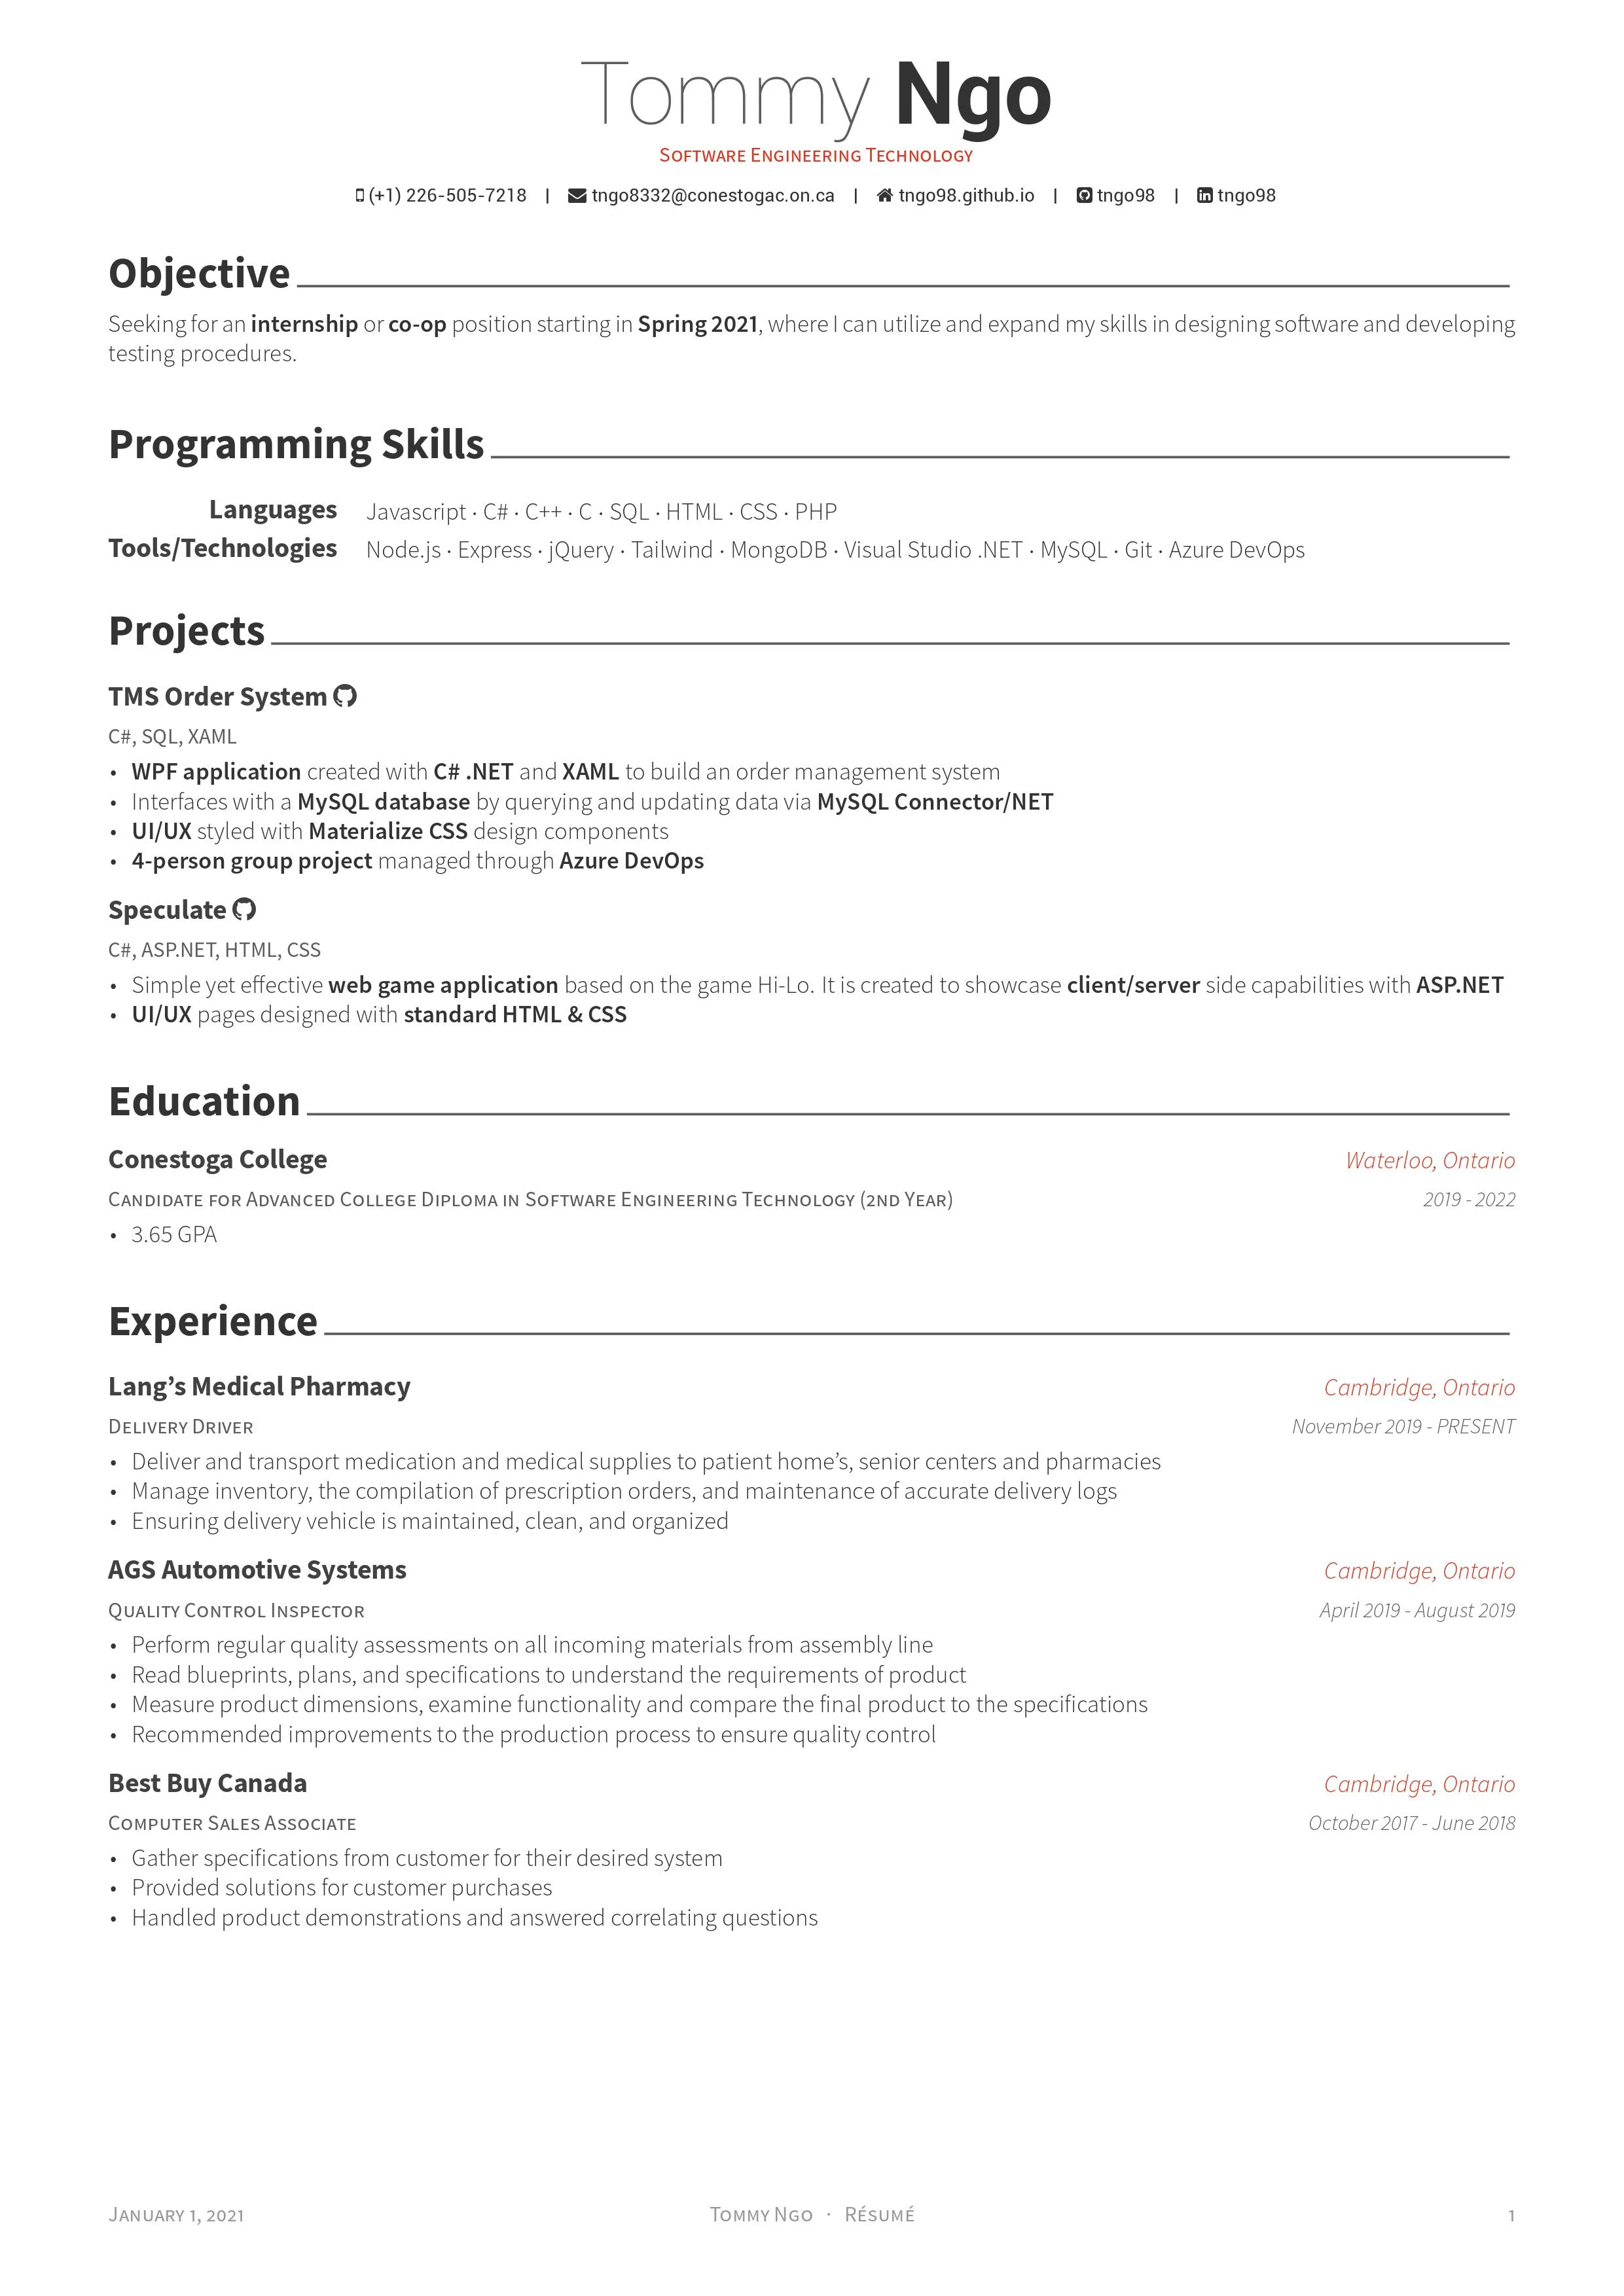 Tommy Ngo
Software Engineering Technology
(+1) 226-505-7218 | tngo8332@conestogac.on.ca | tngo98.github.io | tngo98 | tngo98
Objective
Seeking for an internship or co-op position starting in Spring 2021, where I can utilize and expand my skills in designing software and developing
testing procedures.
Programming Skills
Languages Javascript · C# · C++ · C · SQL · HTML · CSS · PHP
Tools/Technologies Node.js · Express · jQuery · Tailwind · MongoDB · Visual Studio .NET · MySQL · Git · Azure DevOps
Projects
TMS Order System
C#, SQL, XAML
• WPF application created with C# .NET and XAML to build an order management system
• Interfaces with a MySQL database by querying and updating data via MySQL Connector/NET
• UI/UX styled with Materialize CSS design components
• 4-person group project managed through Azure DevOps
Speculate
C#, ASP.NET, HTML, CSS
• Simple yet effective web game application based on the game Hi-Lo. It is created to showcase client/server side capabilities with ASP.NET
• UI/UX pages designed with standard HTML & CSS
Education
Conestoga College Waterloo, Ontario
Candidate for Advanced College Diploma in Software Engineering Technology (2nd Year) 2019 - 2022
• 3.65 GPA
Experience
Lang’s Medical Pharmacy Cambridge, Ontario
Delivery Driver November 2019 - PRESENT
• Deliver and transport medication and medical supplies to patient home’s, senior centers and pharmacies
• Manage inventory, the compilation of prescription orders, and maintenance of accurate delivery logs
• Ensuring delivery vehicle is maintained, clean, and organized
AGS Automotive Systems Cambridge, Ontario
Quality Control Inspector April 2019 - August 2019
• Perform regular quality assessments on all incoming materials from assembly line
• Read blueprints, plans, and specifications to understand the requirements of product
• Measure product dimensions, examine functionality and compare the final product to the specifications
• Recommended improvements to the production process to ensure quality control
Best Buy Canada Cambridge, Ontario
Computer Sales Associate October 2017 - June 2018
• Gather specifications from customer for their desired system
• Provided solutions for customer purchases
• Handled product demonstrations and answered correlating questions
January 1, 2021 Tommy Ngo · Résumé 1